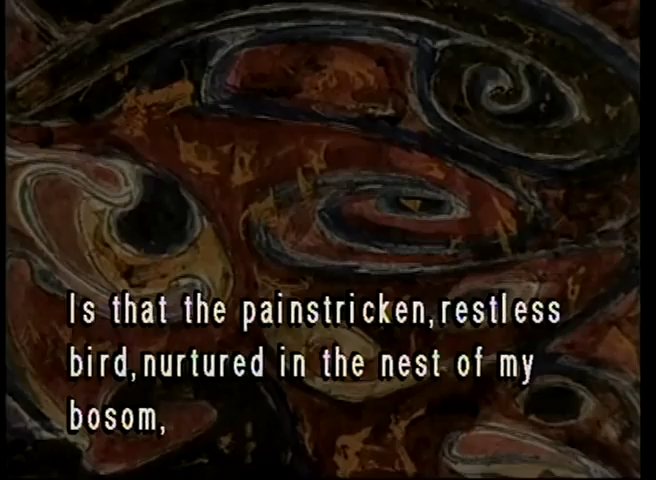 Is that the painstricken,restless
bird,nurtured in the nest of my
bosom,